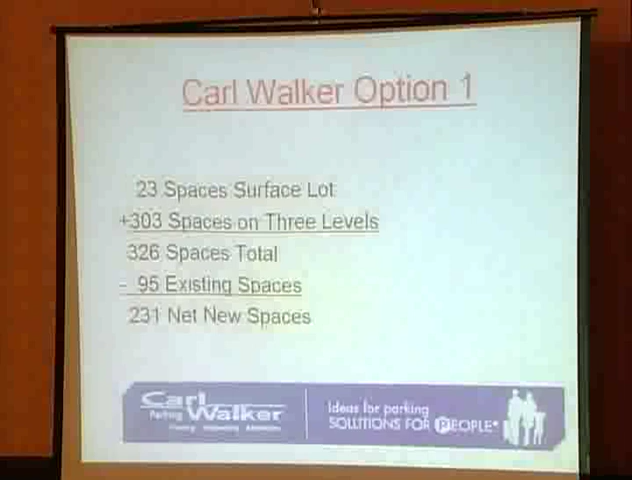 Carl Walker Option 1
23 Spaces Surface Lot
+303 Spaces on Three Levels
326 Spaces Total
- 95 Existing Spaces
231 Net New Spaces
Carl
Parking Walker
Ideas for parking
SOLUTIONS FOR PEOPLE